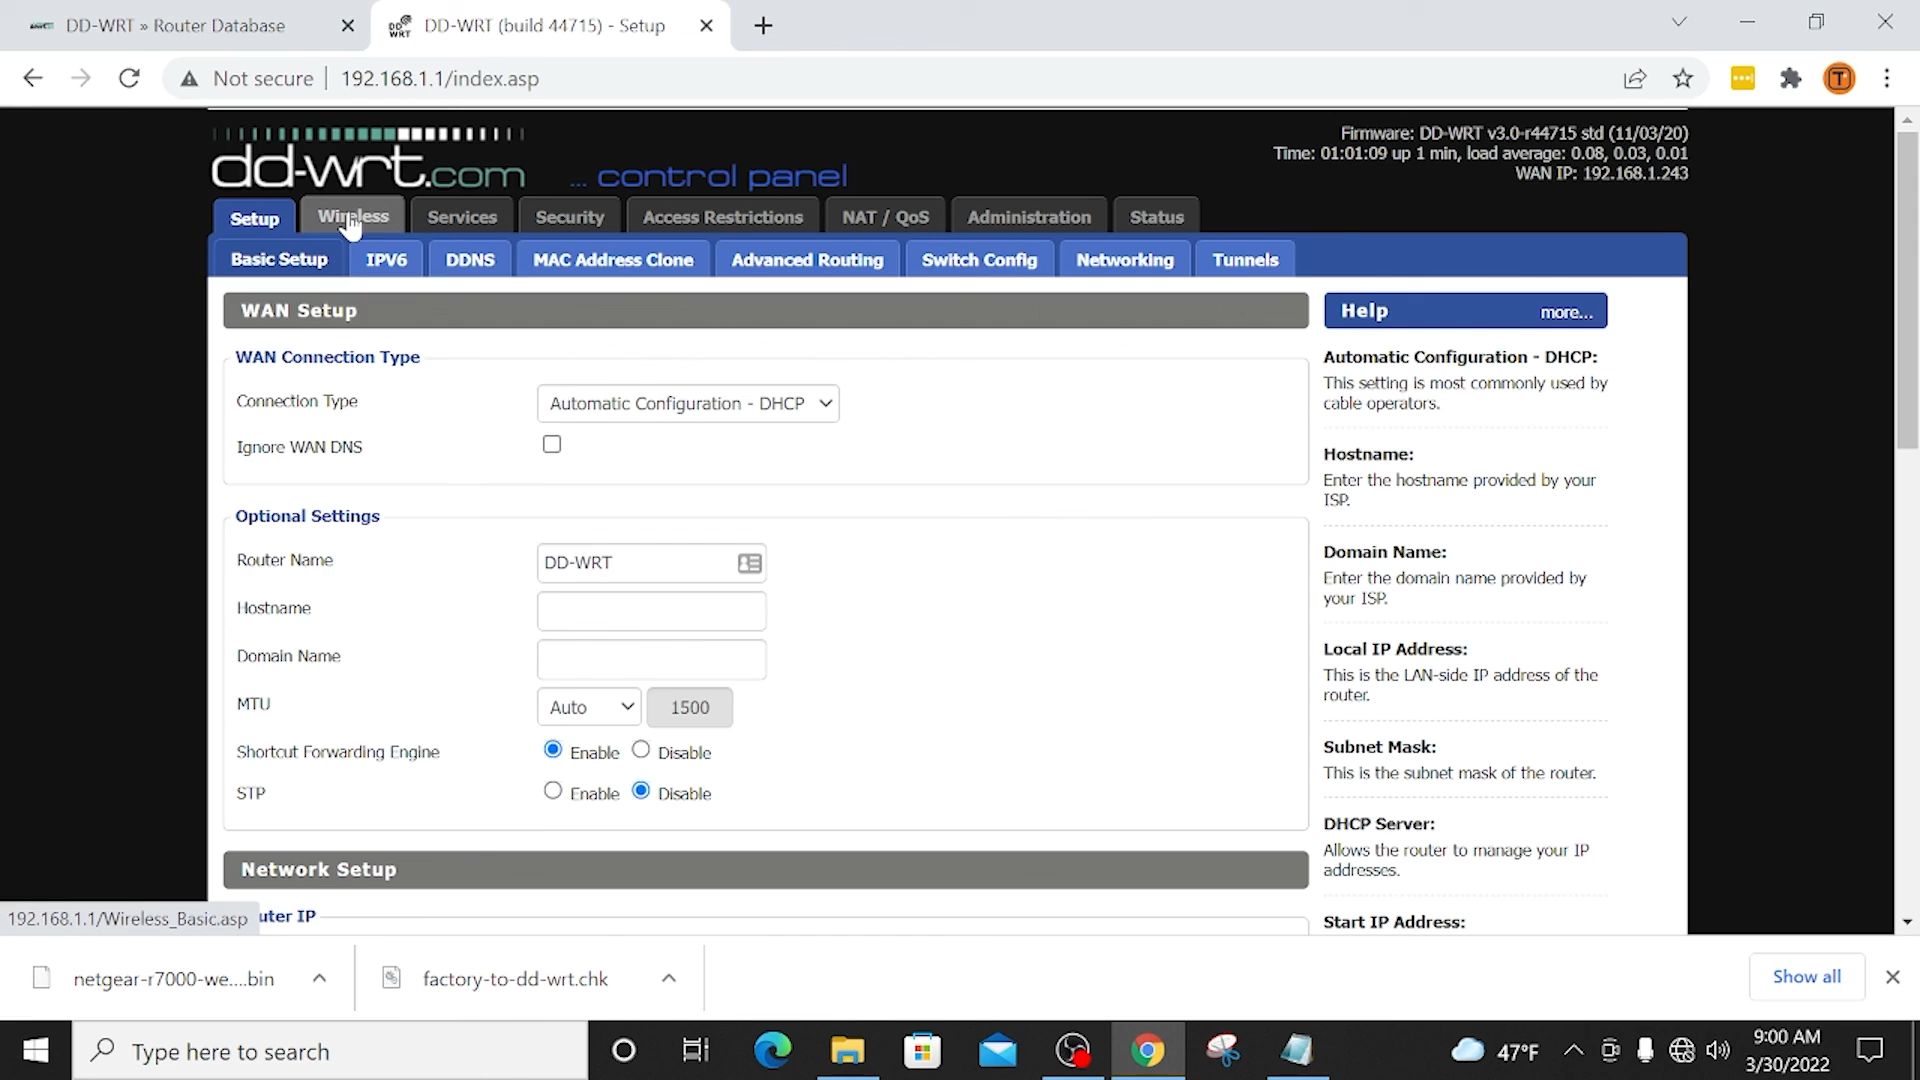 DD-WRT » Router Database
DD-WRT (build 44715) - Setup
Not secure
192.168.1.1/index.asp
T
dd-wrt.com ... control panel
Firmware: DD-WRT v3.0-r44715 std (11/03/20)
Time: 01:01:09 up 1 min, load average: 0.08, 0.03, 0.01
WAN IP: 192.168.1.243
Setup Wireless Services Security Access Restrictions NAT / QoS Administration Status
Basic Setup IPV6 DDNS MAC Address Clone Advanced Routing Switch Config Networking Tunnels
WAN Setup
WAN Connection Type
Connection Type Automatic Configuration - DHCP
Ignore WAN DNS
Optional Settings
Router Name DD-WRT
Hostname
Domain Name
MTU Auto 1500
Shortcut Forwarding Engine Enable Disable
STP Enable Disable
Network Setup
uter IP
Help more...
Automatic Configuration - DHCP:
This setting is most commonly used by
cable operators.
Hostname:
Enter the hostname provided by your
ISP.
Domain Name:
Enter the domain name provided by
your ISP.
Local IP Address:
This is the LAN-side IP address of the
router.
Subnet Mask:
This is the subnet mask of the router.
DHCP Server:
Allows the router to manage your IP
addresses.
Start IP Address:
192.168.1.1/Wireless_Basic.asp
netgear-r7000-we....bin
factory-to-dd-wrt.chk
Show all
Type here to search
47°F
9:00 AM
3/30/2022